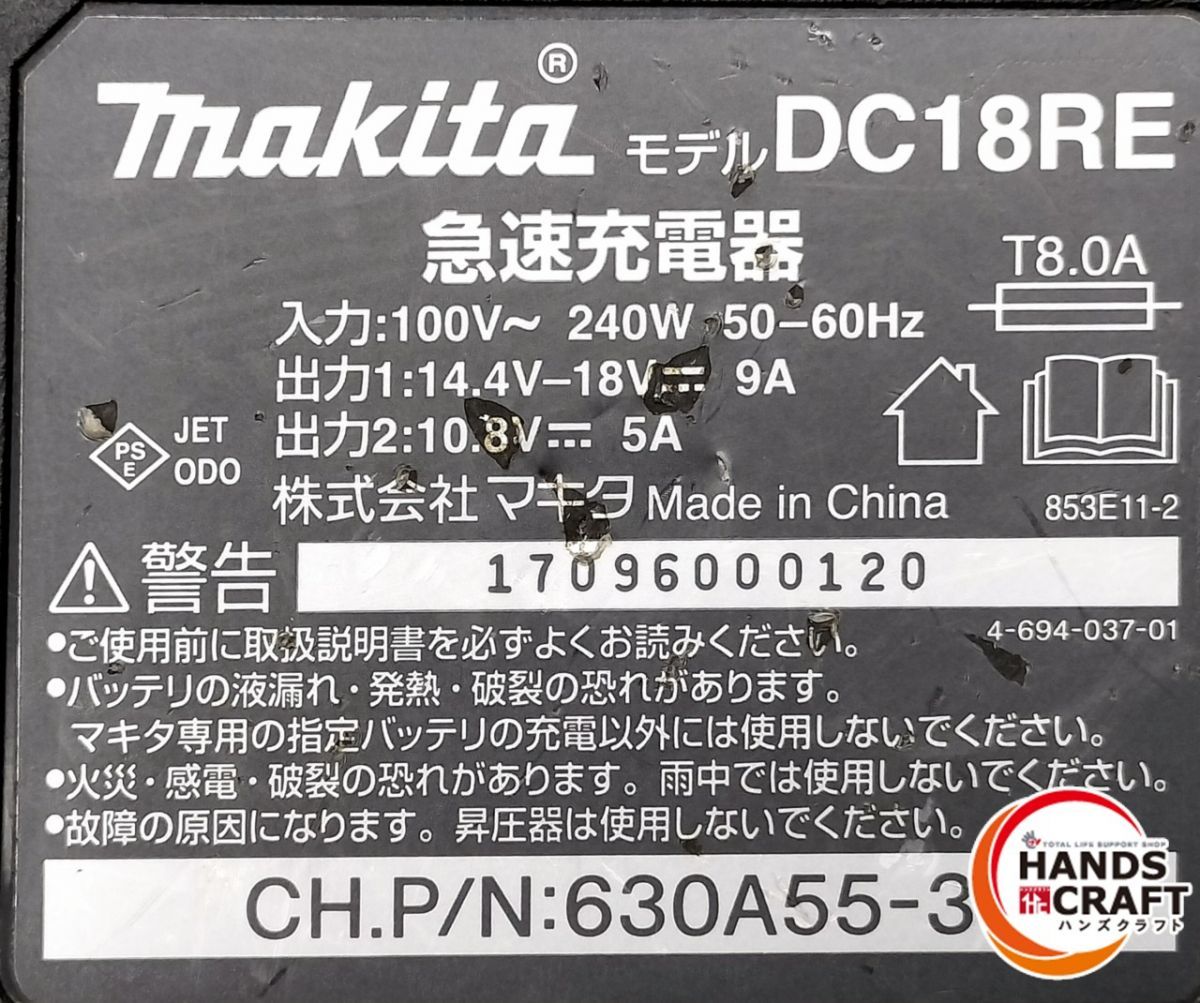 makita® モデル DC18RE
急速充電器
T8.0A
入力:100V～ 240W 50–60Hz
出力1:14.4V–18V⎓ 9A
出力2:10.8V⎓ 5A
PS
E
JET
ODO
株式会社 マキタ Made in China
853E11-2
警告 17096000120
4-694-037-01
•ご使用前に取扱説明書を必ずよくお読みください。
•バッテリの液漏れ・発熱・破裂の恐れがあります。
マキタ専用の指定バッテリの充電以外には使用しないでください。
•火災・感電・破裂の恐れがあります。雨中では使用しないでください。
•故障の原因になります。昇圧器は使用しないでください。
CH.P/N:630A55-3
TOTAL LIFE SUPPORT SHOP
HANDS
CRAFT
ハンズクラフト